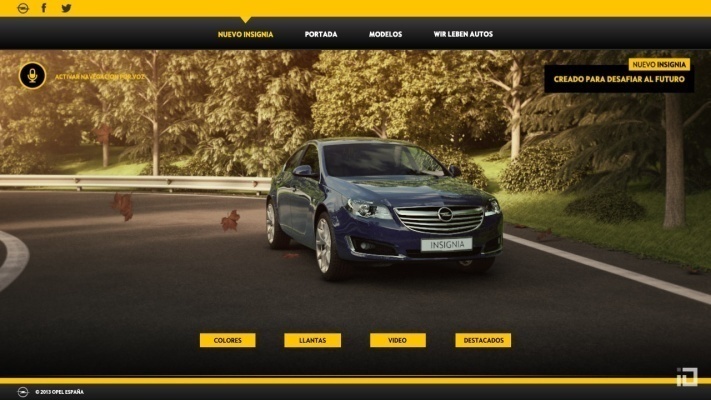 NUEVO INSIGNIA
PORTADA
MODELOS
WIR LEBEN AUTOS
ACTIVAR NAVEGACIÓN POR VOZ
NUEVO INSIGNIA
CREADO PARA DESAFIAR AL FUTURO
INSIGNIA
COLORES
LLANTAS
VIDEO
DESTACADOS
© 2013 OPEL ESPAÑA